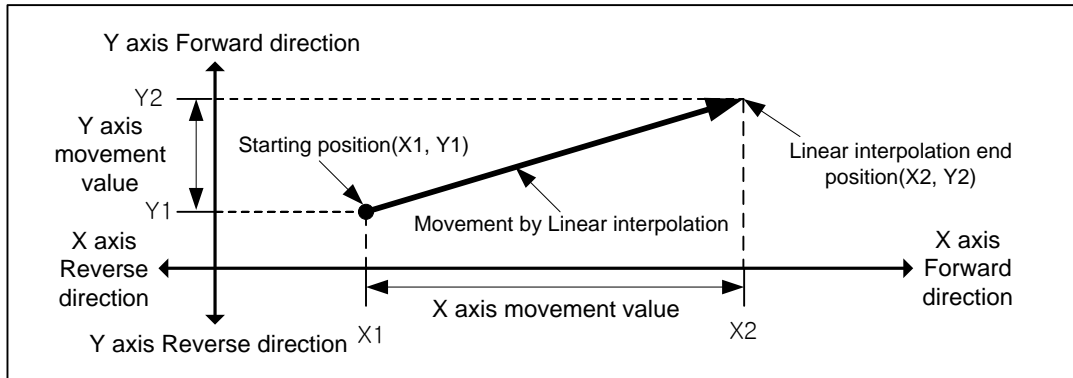 Y axis Forward direction
Y2
Y axis
movement
value
Starting position(X1, Y1)
Linear interpolation end
position(X2, Y2)
Y1
Movement by Linear interpolation
X axis
Reverse
direction
X axis
Forward
direction
X axis movement value
Y axis Reverse direction
X1
X2